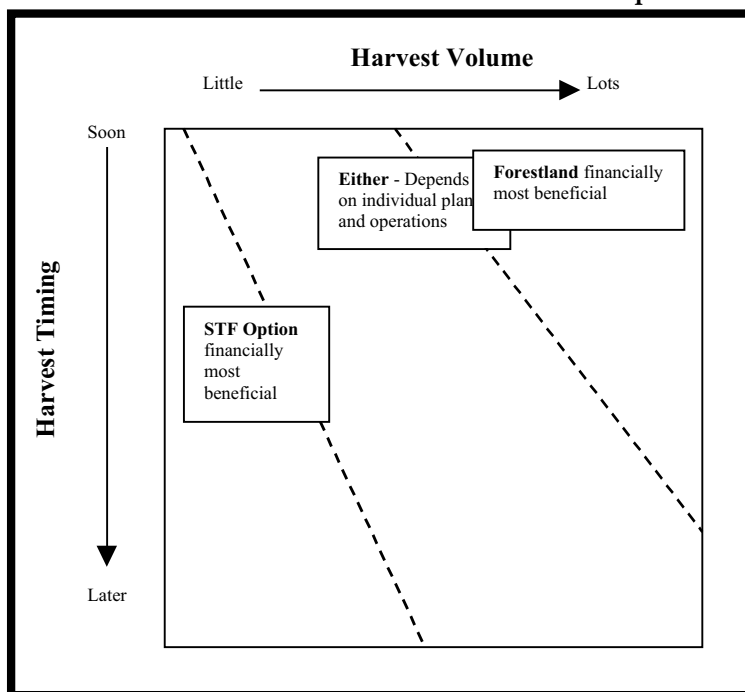 Harvest Volume
Little
Lots
Soon
Either - Depends
on individual plan
and operations
Forestland financially
most beneficial
Harvest Timing
STF Option
financially
most
beneficial
Later